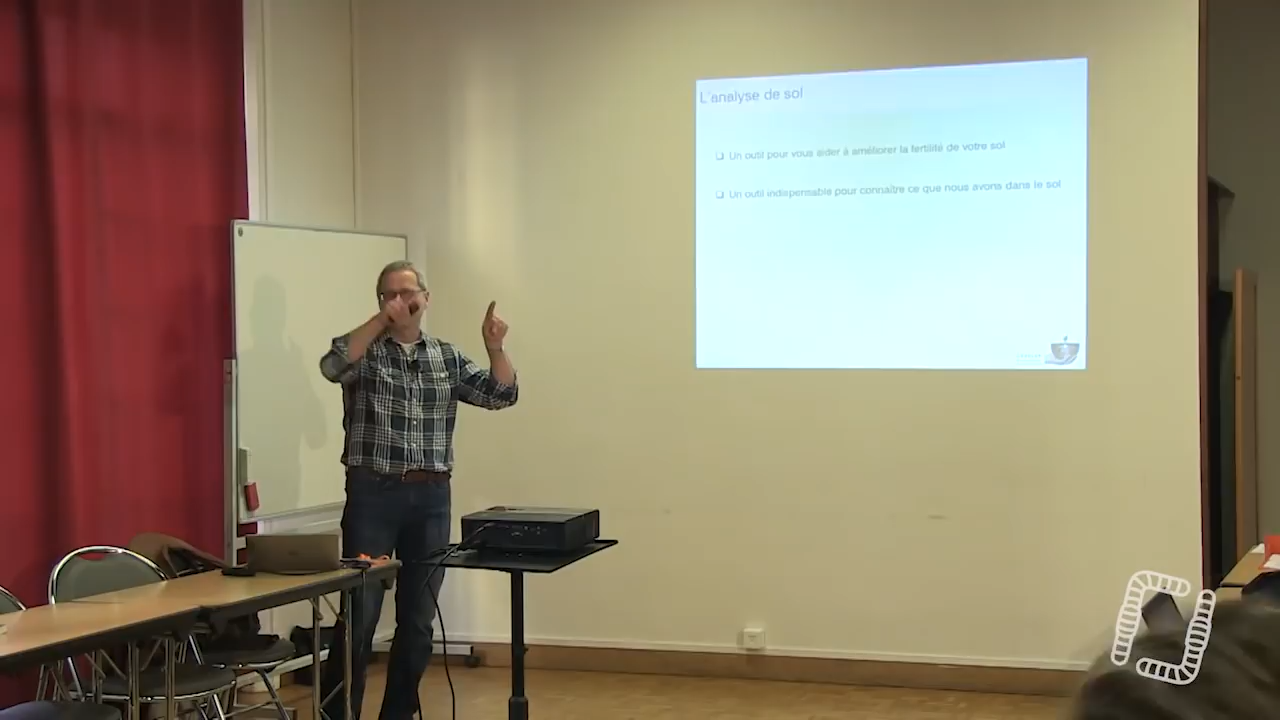 L'analyse de sol
❑ Un outil pour vous aider à améliorer la fertilité de votre sol
❑ Un outil indispensable pour connaître ce que nous avons dans le sol